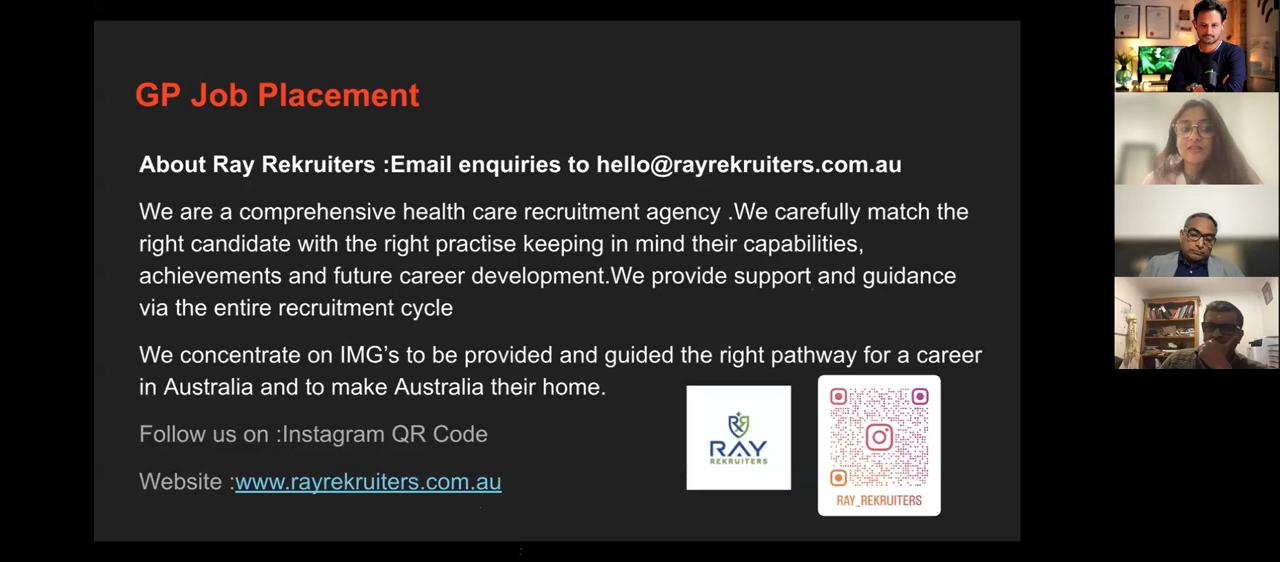 GP Job Placement
About Ray Rekruiters :Email enquiries to hello@rayrekruiters.com.au
We are a comprehensive health care recruitment agency .We carefully match the
right candidate with the right practise keeping in mind their capabilities,
achievements and future career development.We provide support and guidance
via the entire recruitment cycle
We concentrate on IMG's to be provided and guided the right pathway for a career
in Australia and to make Australia their home.
Follow us on :Instagram QR Code
Website :www.rayrekruiters.com.au
RAY
REKRUITERS
RAY_REKRUITERS